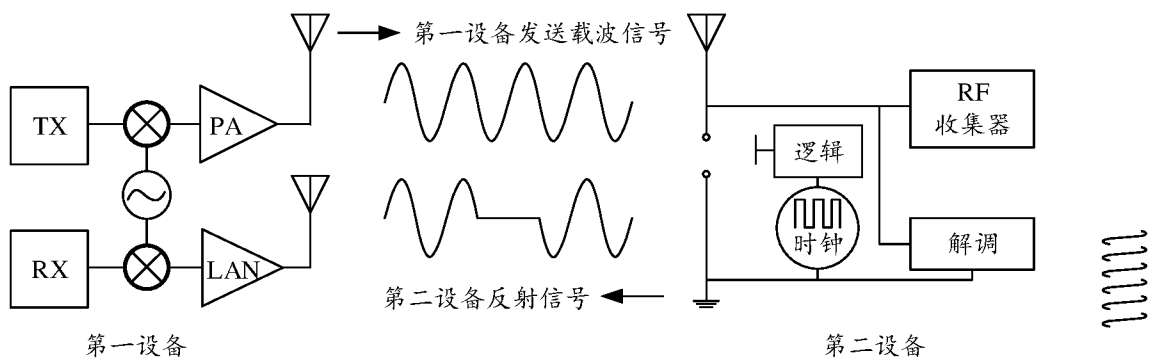 第一设备发送载波信号
TX
PA
RF
收集器
逻辑
时钟
解调
RX
LAN
第二设备反射信号
第一设备
第二设备